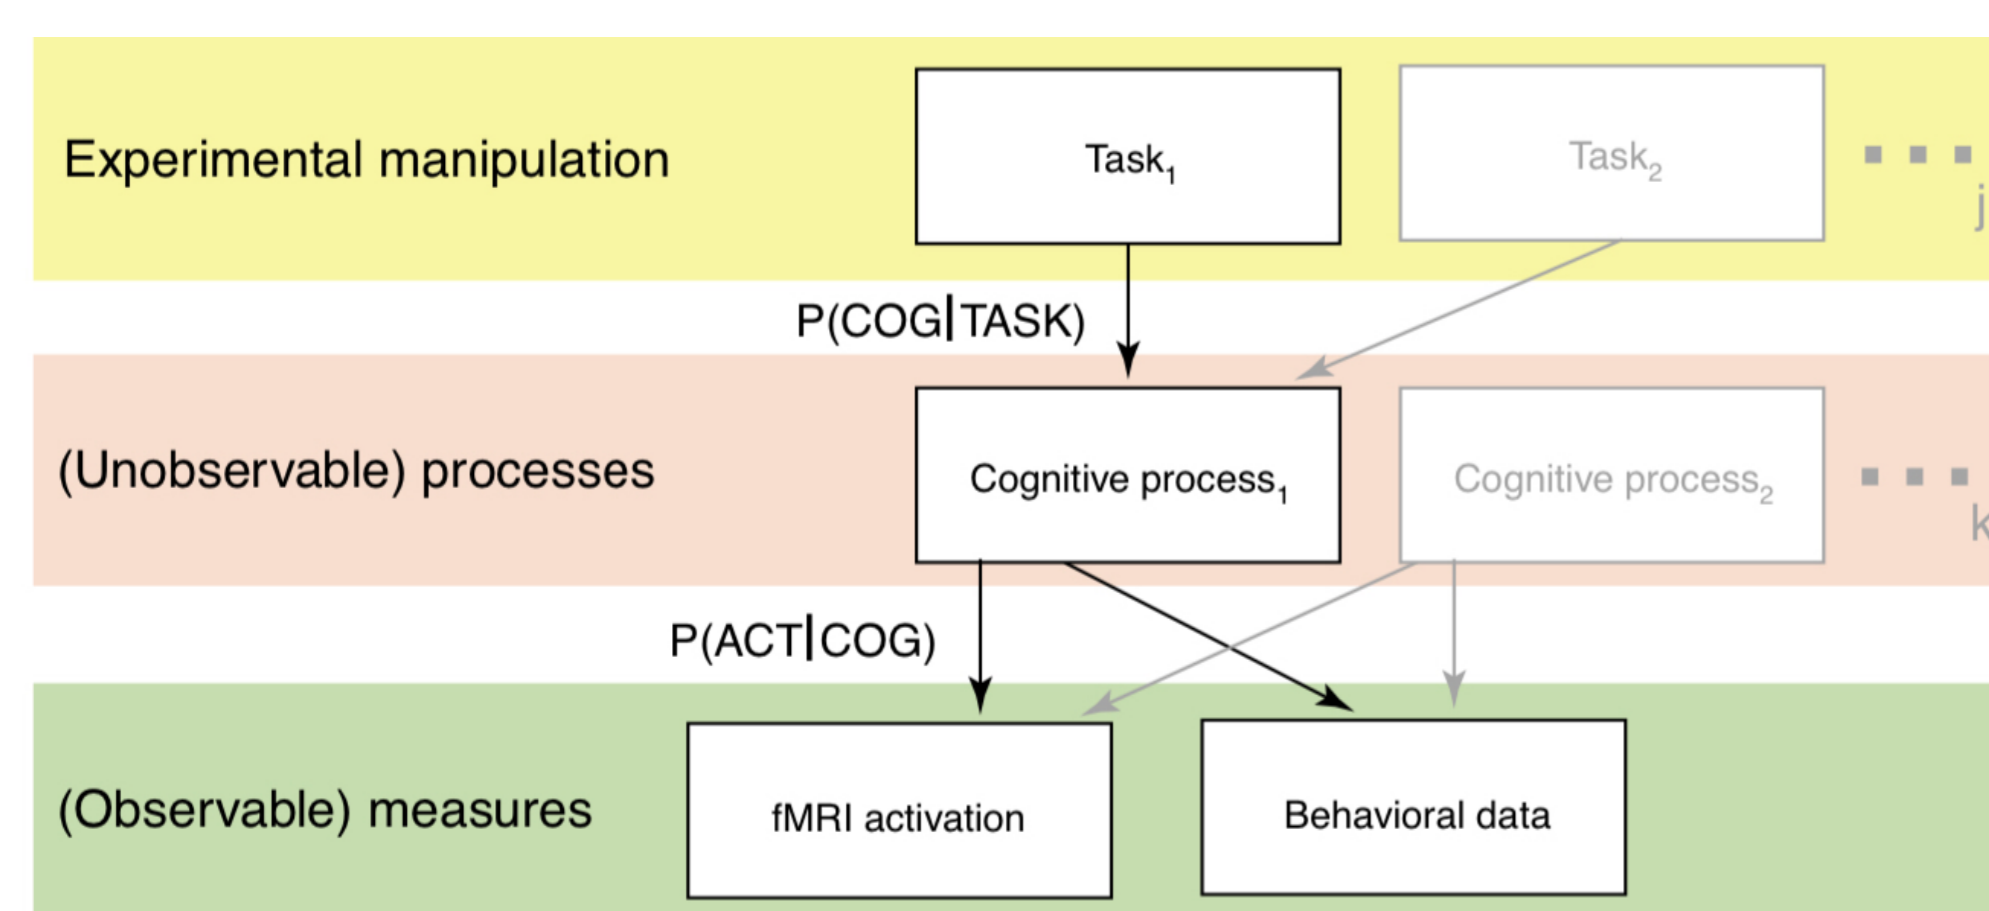 Experimental manipulation
Task₁
Task₂
j
P(COG|TASK)
(Unobservable) processes
Cognitive process₁
Cognitive process₂
k
P(ACT|COG)
(Observable) measures
fMRI activation
Behavioral data